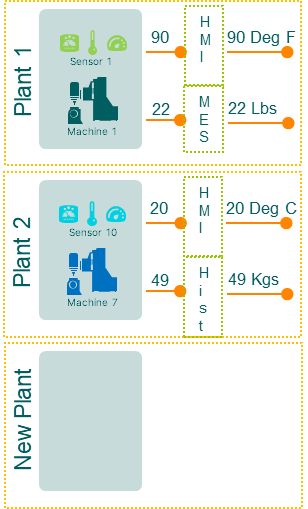 Plant 1
Sensor 1
Machine 1
90
HMI
90 Deg F
22
MES
22 Lbs
Plant 2
Sensor 10
Machine 7
20
HMI
20 Deg C
49
Hist
49 Kgs
New Plant